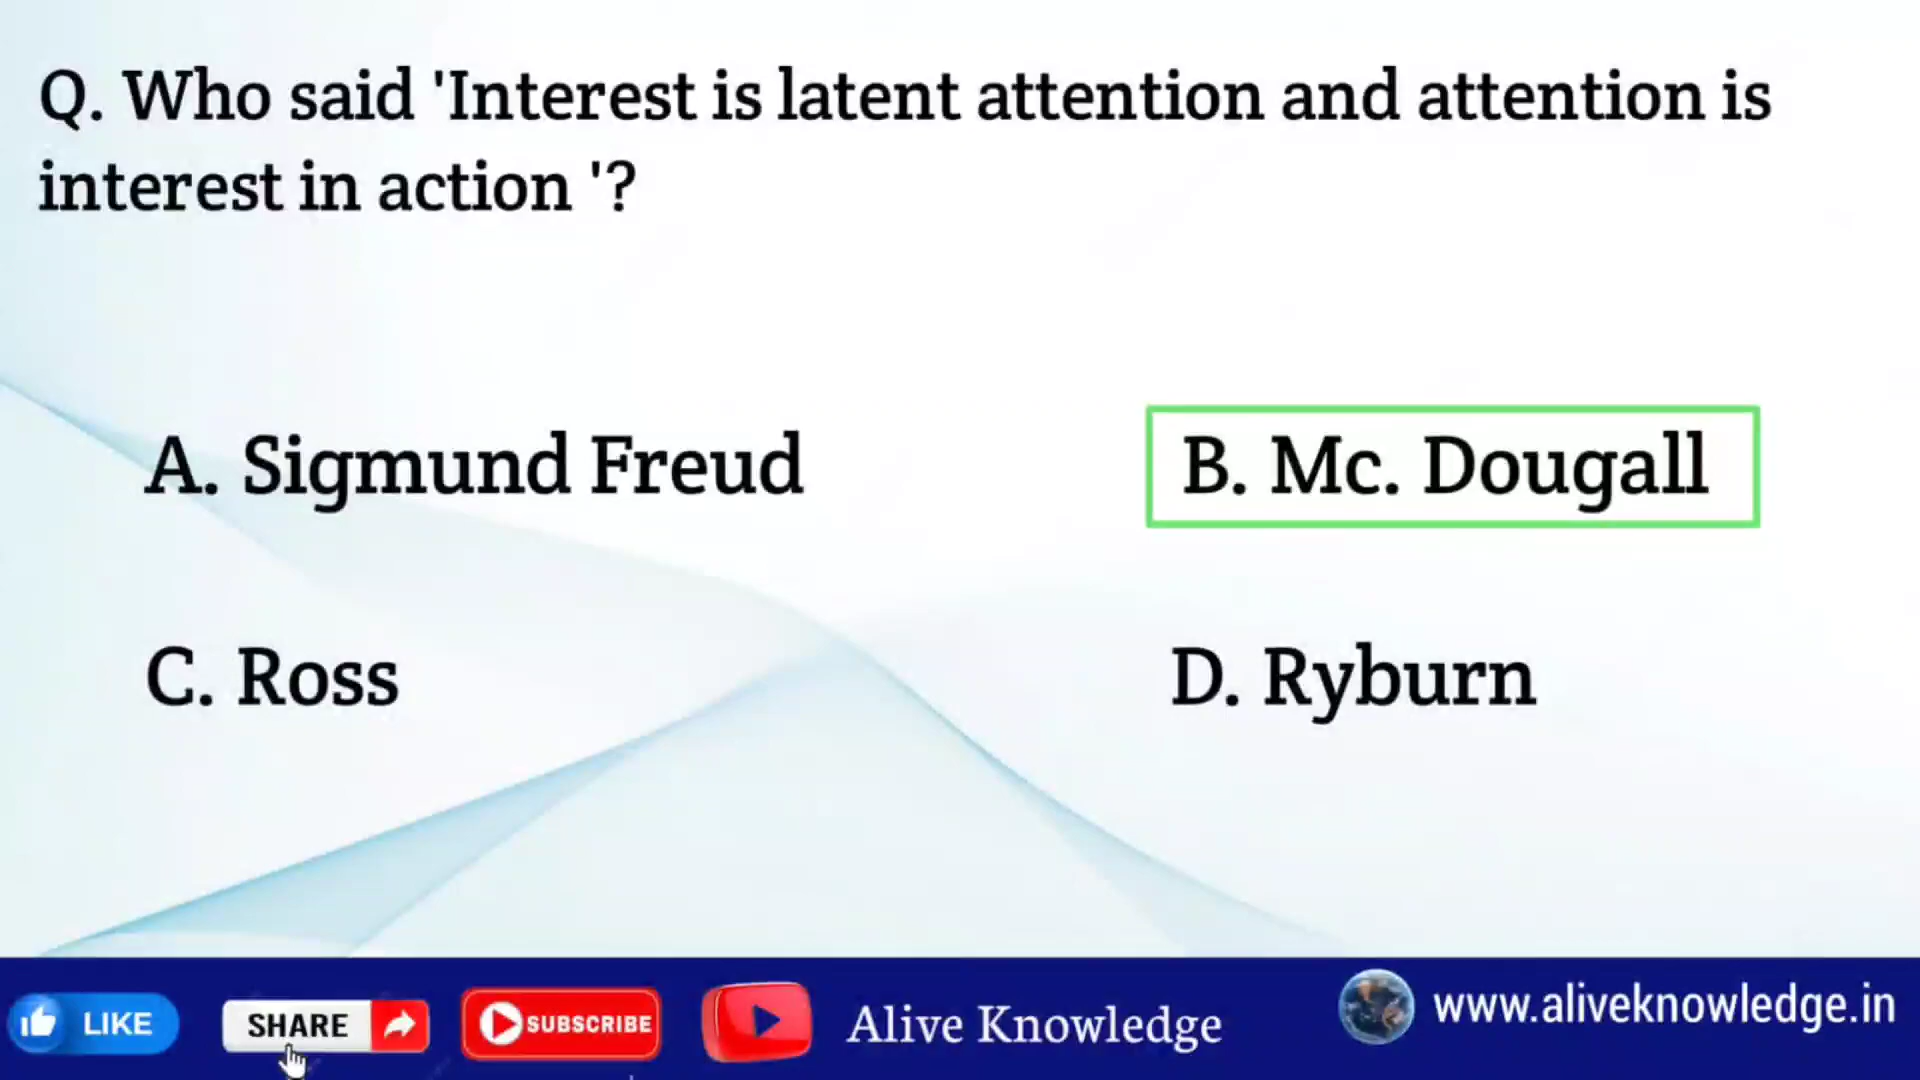 Q. Who said 'Interest is latent attention and attention is
interest in action '?
A. Sigmund Freud
B. Mc. Dougall
C. Ross
D. Ryburn
LIKE
SHARE
SUBSCRIBE
Alive Knowledge
www.aliveknowledge.in